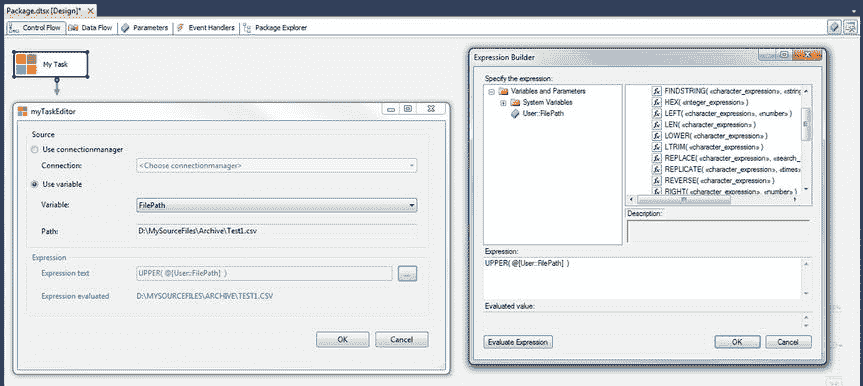 Package.dtsx [Design]*
Control Flow Data Flow Parameters Event Handlers Package Explorer
My Task
myTaskEditor
Source
Use connectionmanager
Connection: <Choose connectionmanager>
Use variable
Variable: FilePath
Path: D:\MySourceFiles\Archive\Test1.csv
Expression
Expression text UPPER( @[User::FilePath] ) ...
Expression evaluated D:\MYSOURCEFILES\ARCHIVE\TEST1.CSV
OK Cancel
Expression Builder
Specify the expression:
Variables and Parameters
System Variables
User::FilePath
FINDSTRING( «character_expression», «string
HEX( «integer_expression» )
LEFT( «character_expression», «number» )
LEN( «character_expression» )
LOWER( «character_expression» )
LTRIM( «character_expression» )
REPLACE( «character_expression», «search_
REPLICATE( «character_expression», «times»
REVERSE( «character_expression» )
RIGHT( «character_expression», «number» )
Description:
Expression:
UPPER( @[User::FilePath] )
Evaluated value:
Evaluate Expression OK Cancel